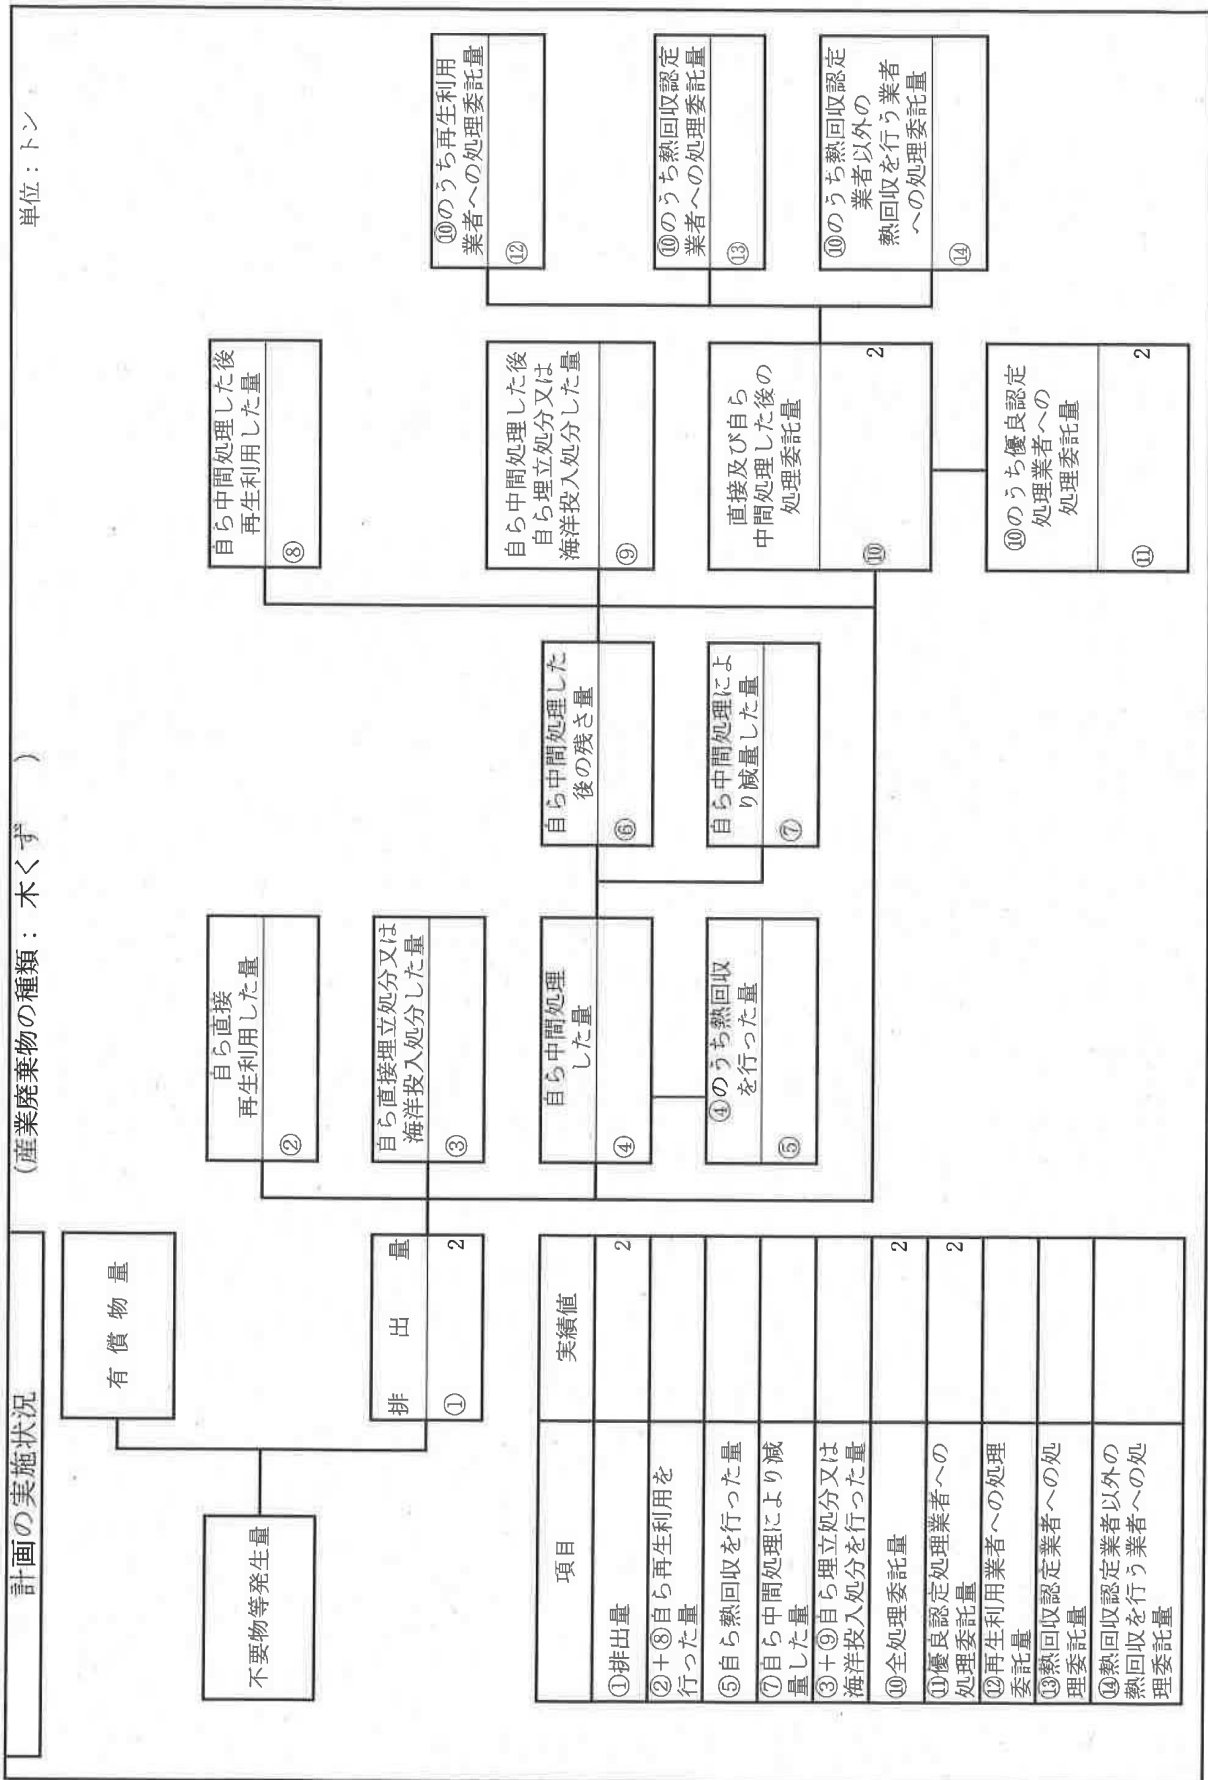 計画の実施状況
(産業廃棄物の種類： 木くず )
単位：トン
不要物等発生量
有 償 物 量
排 出 量
① 2
自ら直接
再生利用した量
②
自ら直接埋立処分又は
海洋投入処分した量
③
自ら中間処理
した量
④
④のうち熱回収
を行った量
⑤
自ら中間処理した
後の残さ量
⑥
自ら中間処理によ
り減量した量
⑦
自ら中間処理した後
再生利用した量
⑧
自ら中間処理した後
自ら埋立処分又は
海洋投入処分した量
⑨
直接及び自ら
中間処理した後の
処理委託量
⑩ 2
⑩のうち優良認定
処理業者への
処理委託量
⑪ 2
⑩のうち再生利用
業者への処理委託量
⑫
⑩のうち熱回収認定
業者への処理委託量
⑬
⑩のうち熱回収認定
業者以外の
熱回収を行う業者
への処理委託量
⑭
項目 実績値
①排出量 2
②＋⑧自ら再生利用を
行った量
⑤自ら熱回収を行った量
⑦自ら中間処理により減
量した量
③＋⑨自ら埋立処分又は
海洋投入処分を行った量
⑩全処理委託量 2
⑪優良認定処理業者への
処理委託量 2
⑫再生利用業者への処理
委託量
⑬熱回収認定業者への処
理委託量
⑭熱回収認定業者以外の
熱回収を行う業者への処
理委託量